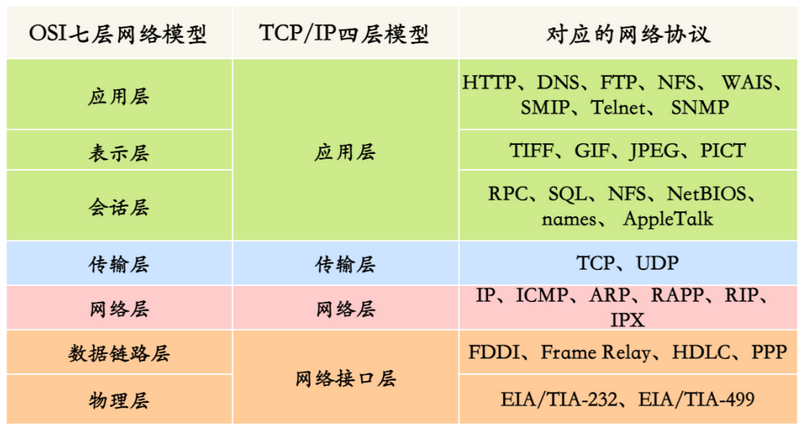 OSI七层网络模型
TCP/IP四层模型
对应的网络协议
应用层
应用层
HTTP、DNS、FTP、NFS、 WAIS、
SMIP、Telnet、 SNMP
表示层
TIFF、GIF、JPEG、PICT
会话层
RPC、SQL、NFS、NetBIOS、
names、 AppleTalk
传输层
传输层
TCP、UDP
网络层
网络层
IP、ICMP、ARP、RAPP、RIP、
IPX
数据链路层
网络接口层
FDDI、Frame Relay、HDLC、PPP
物理层
EIA/TIA-232、EIA/TIA-499